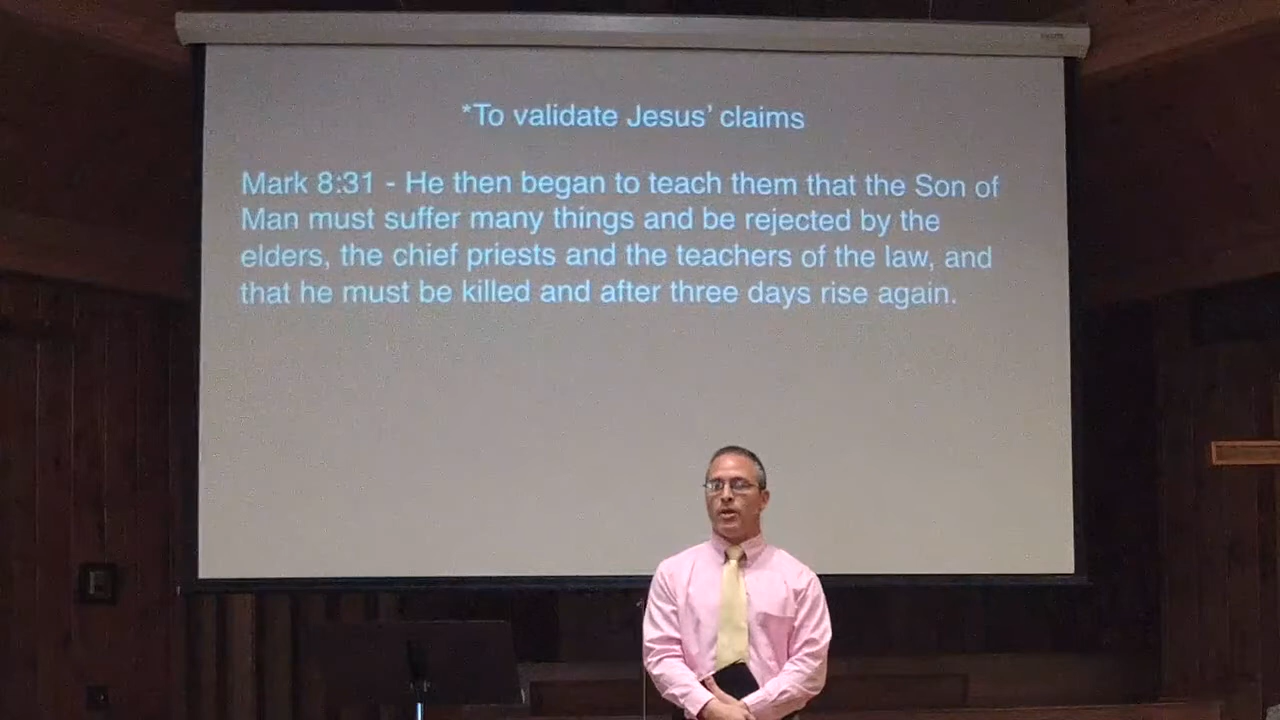 *To validate Jesus’ claims
Mark 8:31 - He then began to teach them that the Son of
Man must suffer many things and be rejected by the
elders, the chief priests and the teachers of the law, and
that he must be killed and after three days rise again.